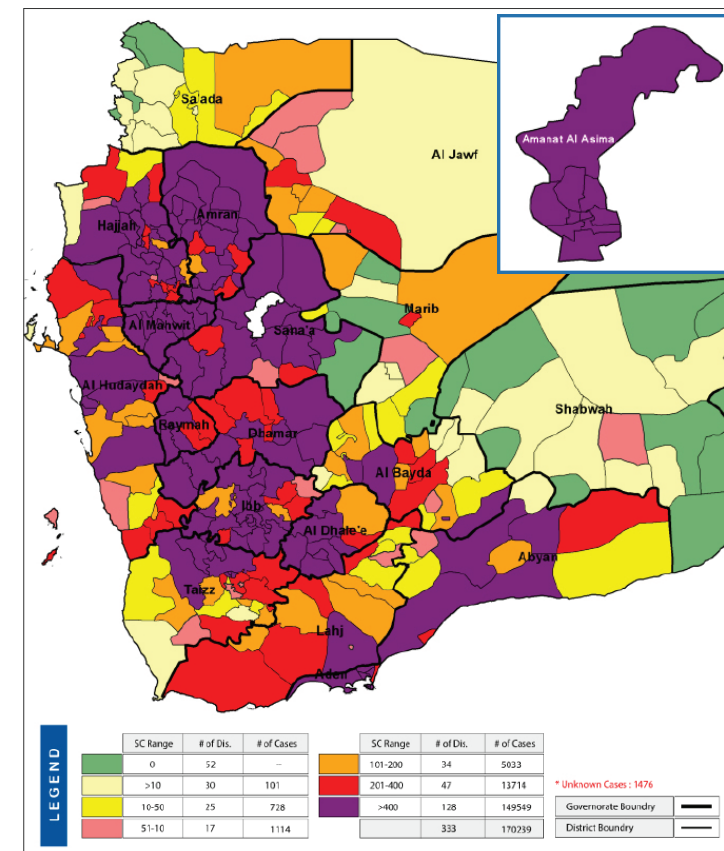 Sa'ada
Al Jawf
Amanat Al Asima
Hajjah
Amran
Marib
Al Mahwit
Sana'a
Al Hudaydah
Shabwah
Raymah
Dhamar
Al Bayda
Ibb
Al Dhale'e
Abyan
Taizz
Lahj
Aden
LEGEND
SC Range # of Dis. # of Cases
0 52 –
>10 30 101
10-50 25 728
51-10 17 1114
SC Range # of Dis. # of Cases
101-200 34 5033
201-400 47 13714
>400 128 149549
333 170239
* Unknown Cases : 1476
Governorate Boundry
District Boundry